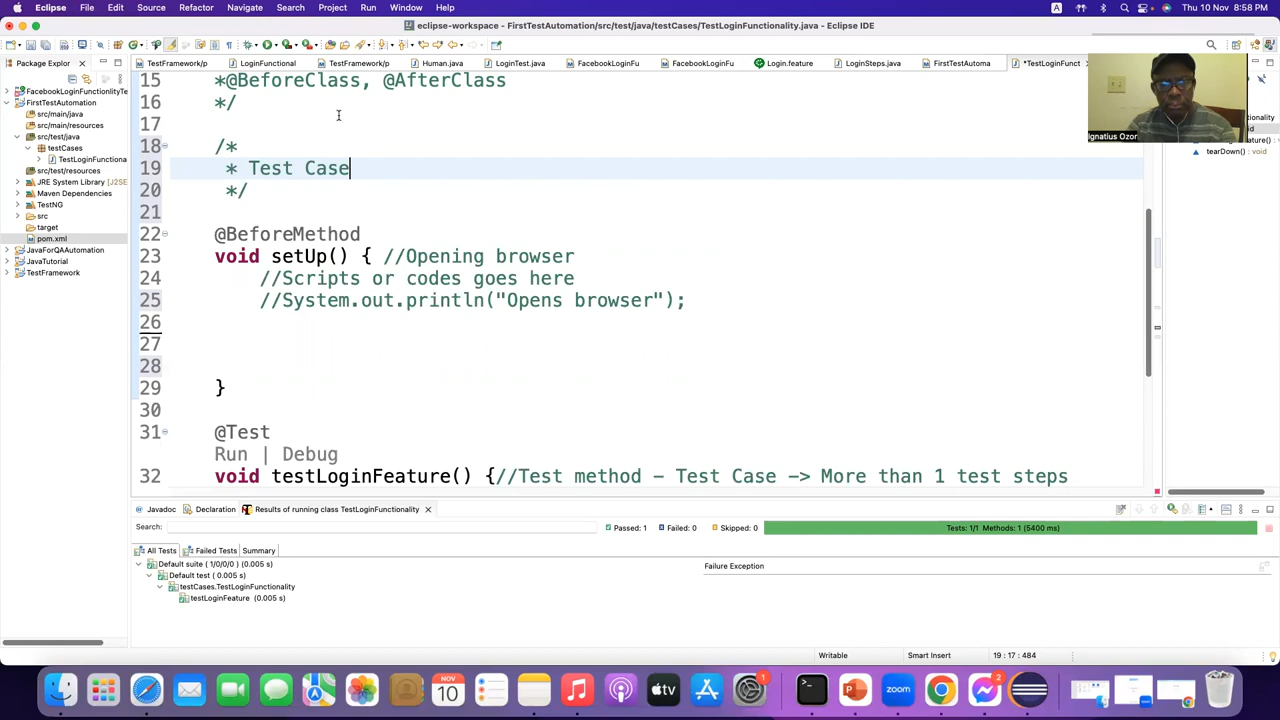 Eclipse File Edit Source Refactor Navigate Search Project Run Window Help
A
Thu 10 Nov 8:58 PM
eclipse-workspace - FirstTestAutomation/src/test/java/testCases/TestLoginFunctionality.java - Eclipse IDE
Package Explor
TestFramework/p
LoginFunctional
TestFramework/p
Human.java
LoginTest.java
FacebookLoginFu
FacebookLoginFu
Login.feature
LoginSteps.java
FirstTestAutoma
*TestLoginFunct
FacebookLoginFunctionlityTe
FirstTestAutomation
src/main/java
src/main/resources
src/test/java
testCases
TestLoginFunctiona
src/test/resources
JRE System Library [J2SE
Maven Dependencies
TestNG
src
target
pom.xml
JavaForQAAutomation
JavaTutorial
TestFramework
15 *@BeforeClass, @AfterClass
16 */
17
18 /*
19 * Test Case
20 */
21
22 @BeforeMethod
23 void setUp() { //Opening browser
24 //Scripts or codes goes here
25 //System.out.println("Opens browser");
26
27
28
29 }
30
31 @Test
Run | Debug
32 void testLoginFeature() {//Test method - Test Case -> More than 1 test steps
Ignatius Ozor
tearDown() : void
Javadoc
Declaration
Results of running class TestLoginFunctionality
Search:
Passed: 1
Failed: 0
Skipped: 0
Tests: 1/1 Methods: 1 (5400 ms)
All Tests
Failed Tests
Summary
Failure Exception
Default suite ( 1/0/0/0 ) (0.005 s)
Default test ( 0.005 s)
testCases.TestLoginFunctionality
testLoginFeature (0.005 s)
Writable
Smart Insert
19 : 17 : 484
NOV
10
tv
1
zoom
2